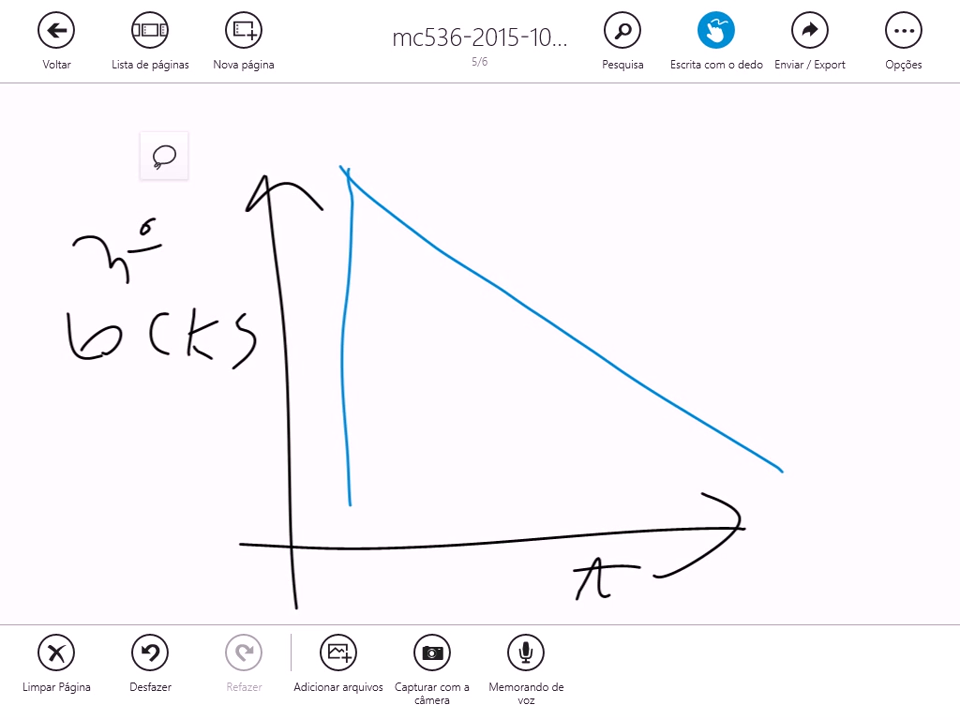 mc536-2015-10...
5/6
Voltar
Lista de páginas
Nova página
Pesquisa
Escrita com o dedo
Enviar / Export
Opções
nº
bcks
t
Limpar Página
Desfazer
Refazer
Adicionar arquivos
Capturar com a
câmera
Memorando de
voz